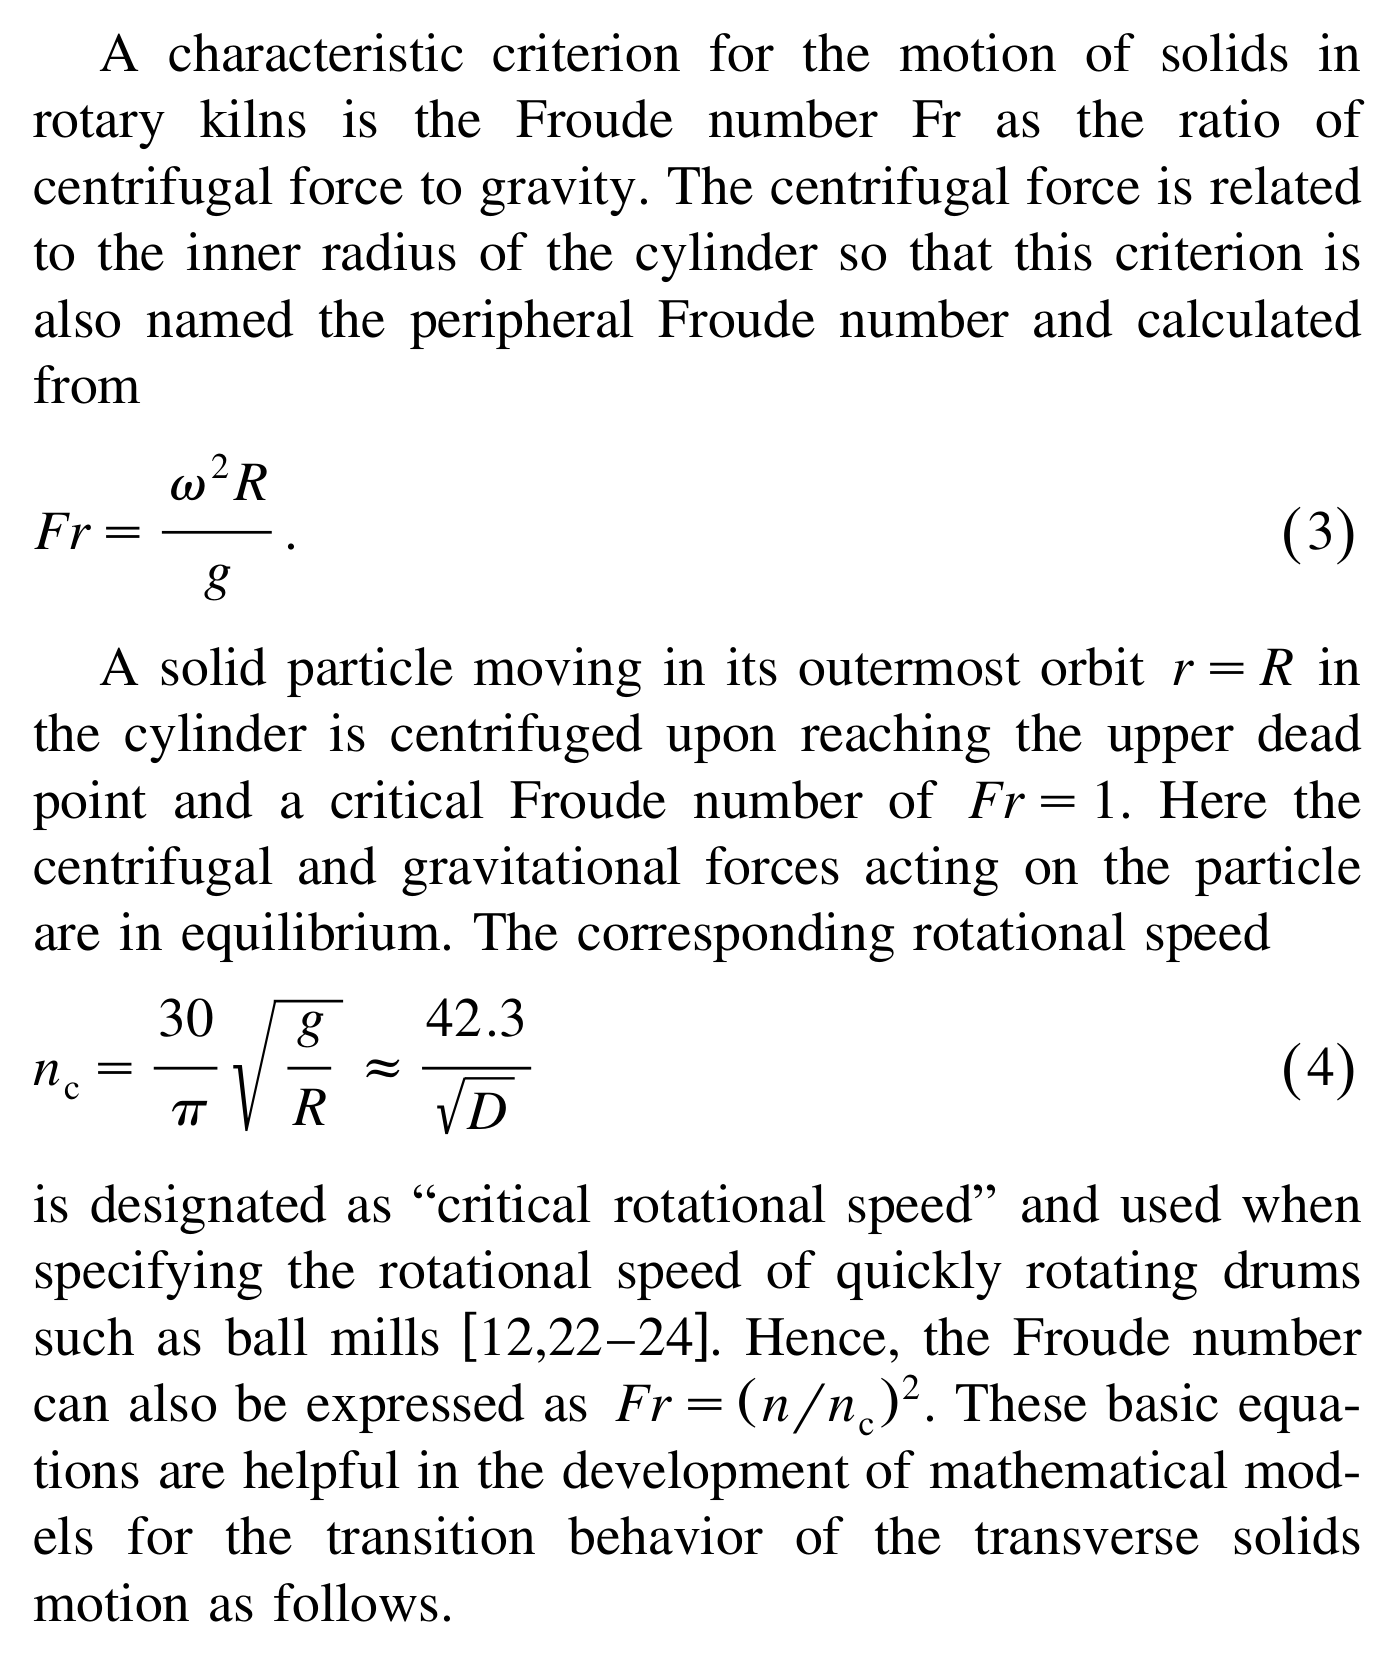 A characteristic criterion for the motion of solids in
rotary kilns is the Froude number Fr as the ratio of
centrifugal force to gravity. The centrifugal force is related
to the inner radius of the cylinder so that this criterion is
also named the peripheral Froude number and calculated
from
Fr = ω²R / g . (3)
A solid particle moving in its outermost orbit r = R in
the cylinder is centrifuged upon reaching the upper dead
point and a critical Froude number of Fr = 1. Here the
centrifugal and gravitational forces acting on the particle
are in equilibrium. The corresponding rotational speed
n_c = 30/π √(g/R) ≈ 42.3/√D (4)
is designated as “critical rotational speed” and used when
specifying the rotational speed of quickly rotating drums
such as ball mills [12,22–24]. Hence, the Froude number
can also be expressed as Fr = (n/n_c)². These basic equa-
tions are helpful in the development of mathematical mod-
els for the transition behavior of the transverse solids
motion as follows.